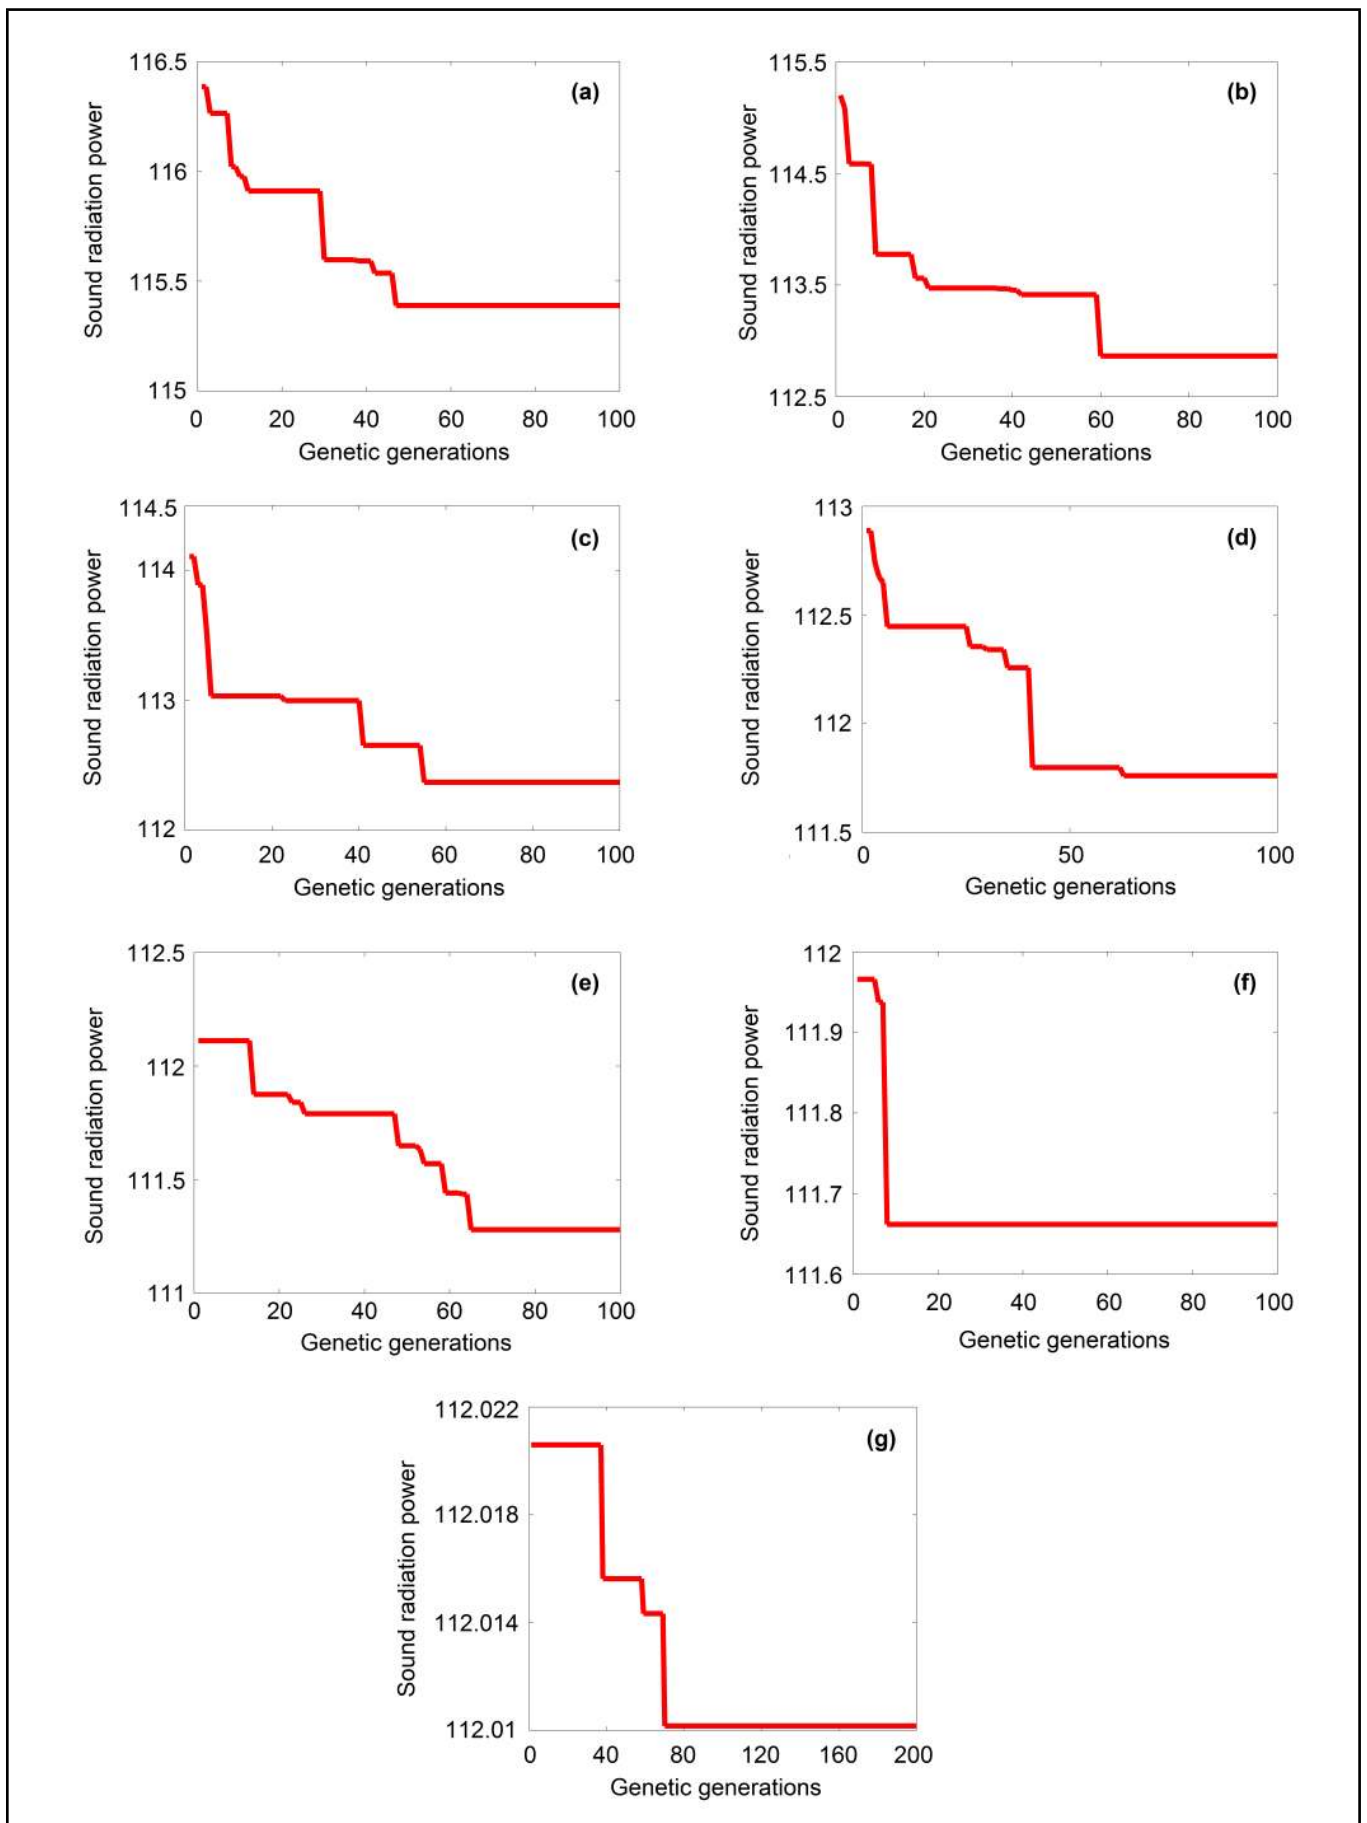 (a)
Sound radiation power
116.5
116
115.5
115
0 20 40 60 80 100
Genetic generations
(b)
Sound radiation power
115.5
114.5
113.5
112.5
0 20 40 60 80 100
Genetic generations
(c)
Sound radiation power
114.5
114
113
112
0 20 40 60 80 100
Genetic generations
(d)
Sound radiation power
113
112.5
112
111.5
0 50 100
Genetic generations
(e)
Sound radiation power
112.5
112
111.5
111
0 20 40 60 80 100
Genetic generations
(f)
Sound radiation power
112
111.9
111.8
111.7
111.6
0 20 40 60 80 100
Genetic generations
(g)
Sound radiation power
112.022
112.018
112.014
112.01
0 40 80 120 160 200
Genetic generations